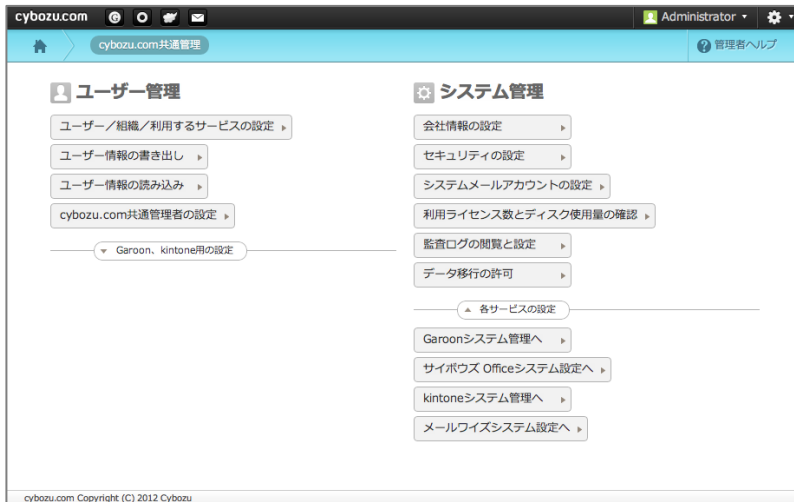 cybozu.com
Administrator
cybozu.com共通管理
管理者ヘルプ
ユーザー管理
ユーザー／組織／利用するサービスの設定
ユーザー情報の書き出し
ユーザー情報の読み込み
cybozu.com共通管理者の設定
Garoon、kintone用の設定
システム管理
会社情報の設定
セキュリティの設定
システムメールアカウントの設定
利用ライセンス数とディスク使用量の確認
監査ログの閲覧と設定
データ移行の許可
各サービスの設定
Garoonシステム管理へ
サイボウズ Officeシステム設定へ
kintoneシステム管理へ
メールワイズシステム設定へ
cybozu.com Copyright (C) 2012 Cybozu